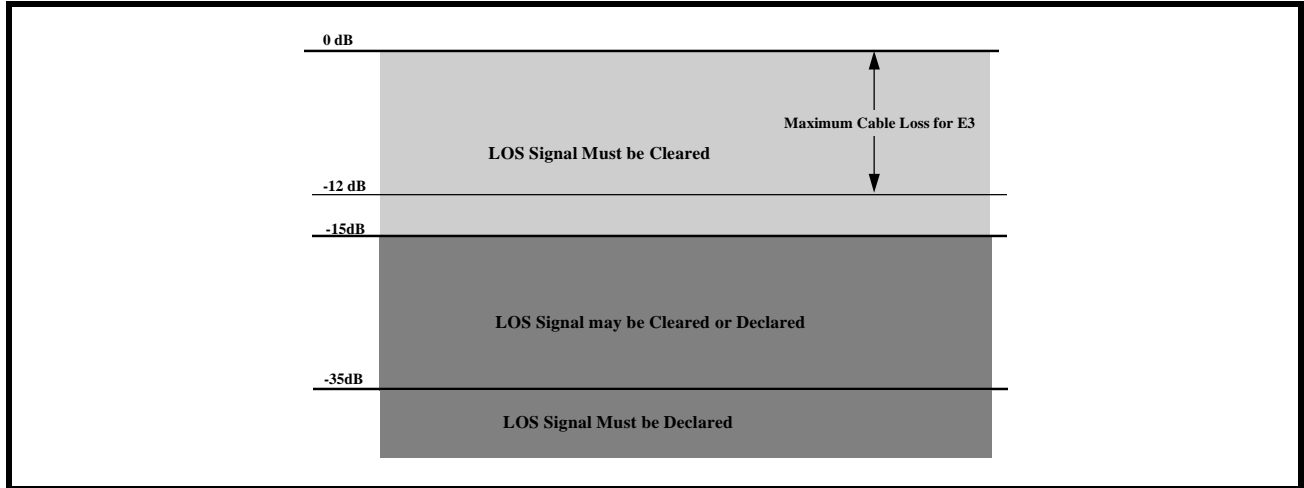 0 dB
Maximum Cable Loss for E3
LOS Signal Must be Cleared
-12 dB
-15dB
LOS Signal may be Cleared or Declared
-35dB
LOS Signal Must be Declared